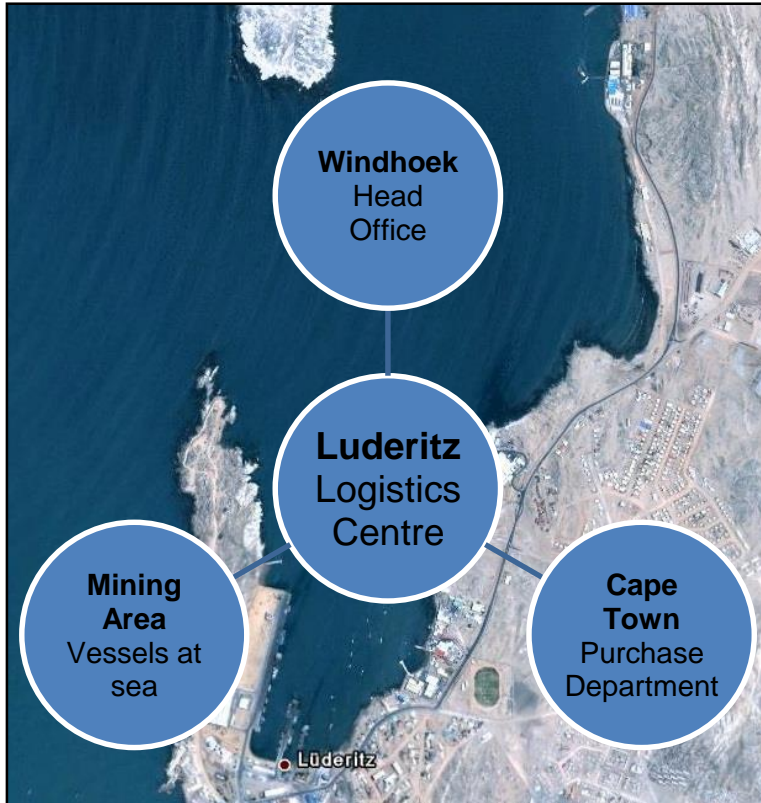 Windhoek
Head
Office
Luderitz
Logistics
Centre
Mining
Area
Vessels at
sea
Cape
Town
Purchase
Department
Lüderitz